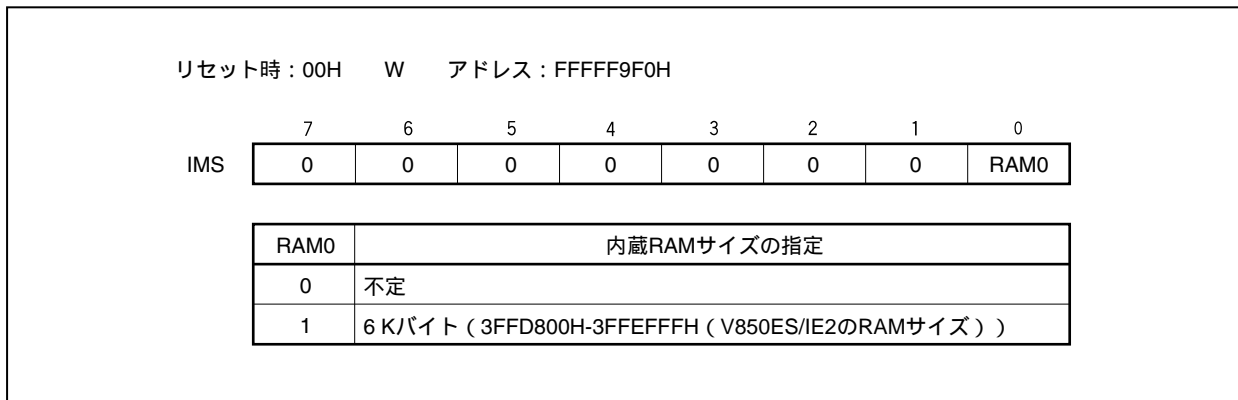 リセット時：00H　W　アドレス：FFFFF9F0H
7 6 5 4 3 2 1 0
IMS 0 0 0 0 0 0 0 RAM0
RAM0 内蔵RAMサイズの指定
0 不定
1 6 Kバイト（3FFD800H-3FFEFFFH（V850ES/IE2のRAMサイズ））